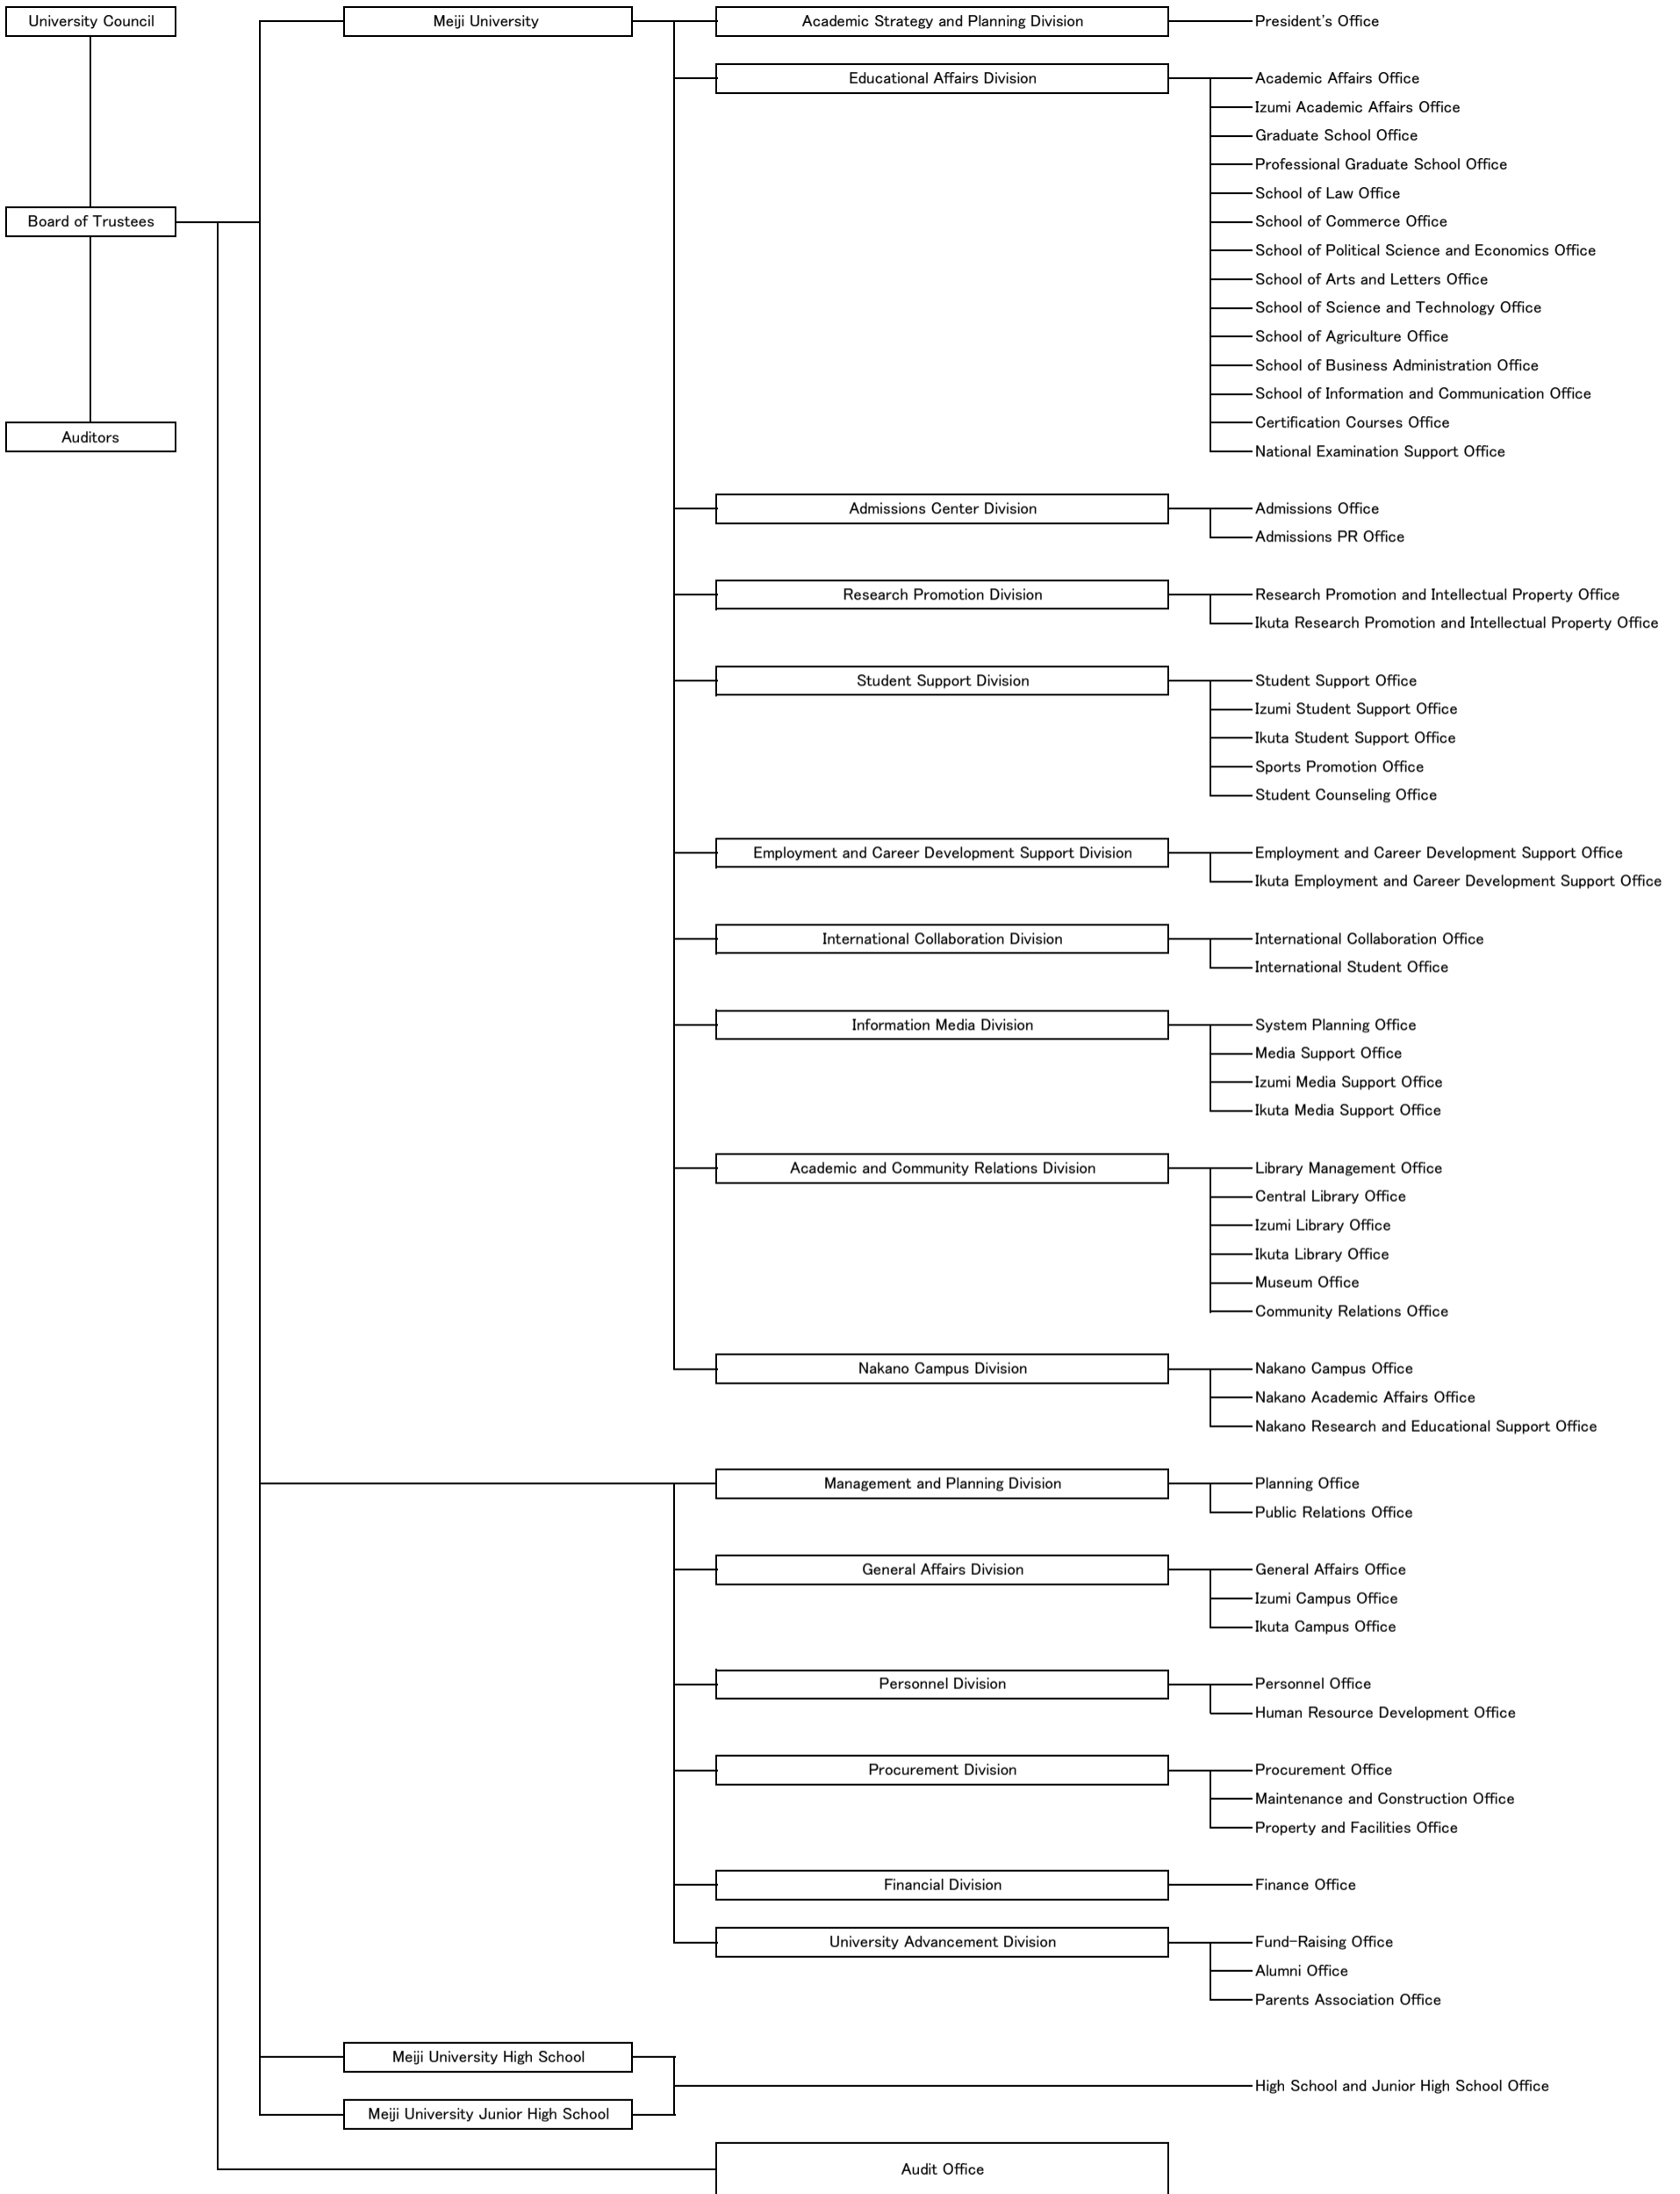 University Council
Meiji University
Academic Strategy and Planning Division
President's Office
Educational Affairs Division
Academic Affairs Office
Izumi Academic Affairs Office
Graduate School Office
Professional Graduate School Office
School of Law Office
Board of Trustees
School of Commerce Office
School of Political Science and Economics Office
School of Arts and Letters Office
School of Science and Technology Office
School of Agriculture Office
School of Business Administration Office
School of Information and Communication Office
Certification Courses Office
Auditors
National Examination Support Office
Admissions Center Division
Admissions Office
Admissions PR Office
Research Promotion Division
Research Promotion and Intellectual Property Office
Ikuta Research Promotion and Intellectual Property Office
Student Support Division
Student Support Office
Izumi Student Support Office
Ikuta Student Support Office
Sports Promotion Office
Student Counseling Office
Employment and Career Development Support Division
Employment and Career Development Support Office
Ikuta Employment and Career Development Support Office
International Collaboration Division
International Collaboration Office
International Student Office
Information Media Division
System Planning Office
Media Support Office
Izumi Media Support Office
Ikuta Media Support Office
Academic and Community Relations Division
Library Management Office
Central Library Office
Izumi Library Office
Ikuta Library Office
Museum Office
Community Relations Office
Nakano Campus Division
Nakano Campus Office
Nakano Academic Affairs Office
Nakano Research and Educational Support Office
Management and Planning Division
Planning Office
Public Relations Office
General Affairs Division
General Affairs Office
Izumi Campus Office
Ikuta Campus Office
Personnel Division
Personnel Office
Human Resource Development Office
Procurement Division
Procurement Office
Maintenance and Construction Office
Property and Facilities Office
Financial Division
Finance Office
University Advancement Division
Fund-Raising Office
Alumni Office
Parents Association Office
Meiji University High School
High School and Junior High School Office
Meiji University Junior High School
Audit Office